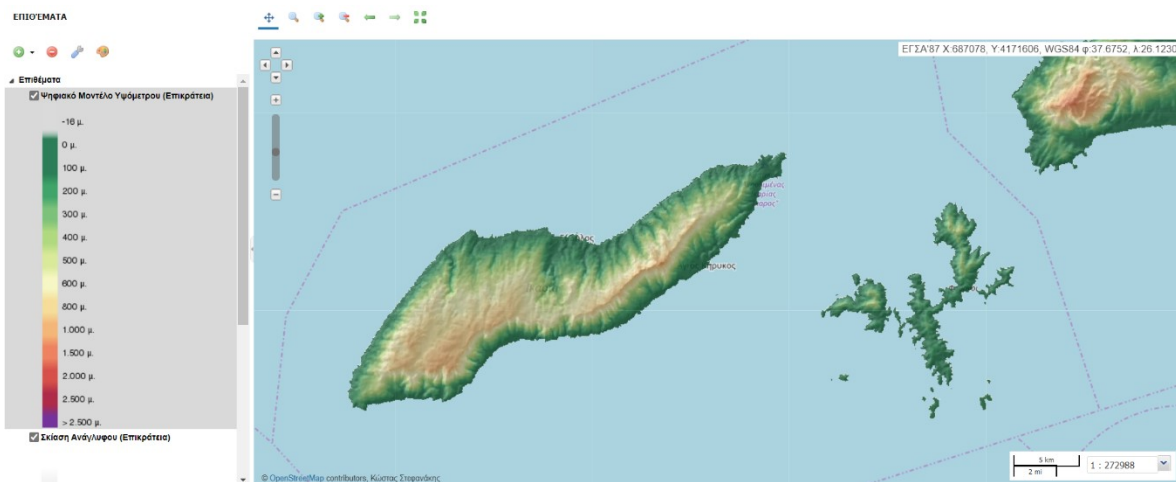 ΕΠΙΘΈΜΑΤΑ
Επιθέματα
Ψηφιακό Μοντέλο Υψόμετρου (Επικράτεια)
-16 μ.
0 μ.
100 μ.
200 μ.
300 μ.
400 μ.
500 μ.
600 μ.
800 μ.
1.000 μ.
1.500 μ.
2.000 μ.
2.500 μ.
> 2.500 μ.
Σκίαση Ανάγλυφου (Επικράτεια)
ΕΓΣΑ'87 X:687078, Y:4171606, WGS84 φ:37.6752, λ:26.1230
5 km
2 mi
1 : 272988
© OpenStreetMap contributors, Κώστας Στεφανάκης